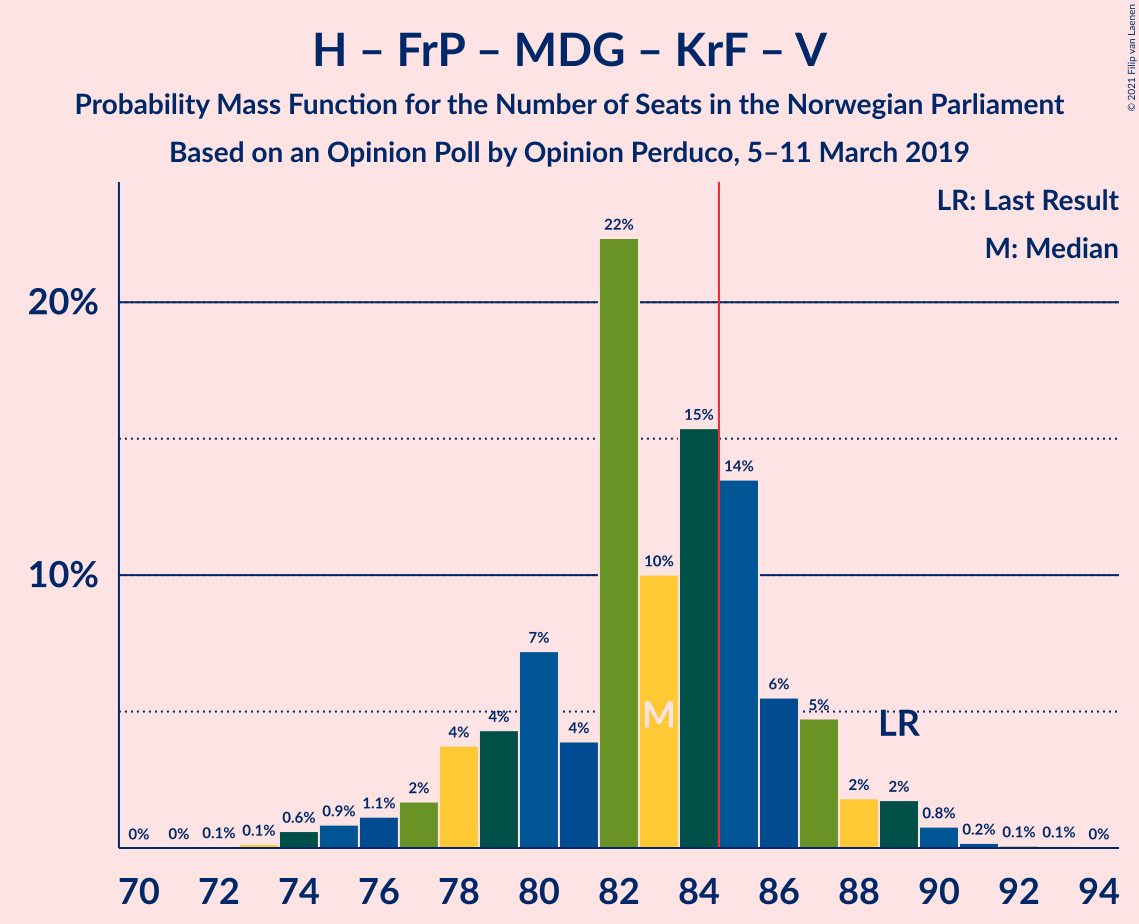 H – FrP – MDG – KrF – V
Probability Mass Function for the Number of Seats in the Norwegian Parliament
Based on an Opinion Poll by Opinion Perduco, 5–11 March 2019
© 2021 Filip van Laenen
LR: Last Result
M: Median
20%
10%
0% 0% 0.1% 0.1% 0.6% 0.9% 1.1% 2% 4% 4% 7% 4% 22% 10% 15% 14% 6% 5% 2% 2% 0.8% 0.2% 0.1% 0.1% 0%
M
LR
70 72 74 76 78 80 82 84 86 88 90 92 94